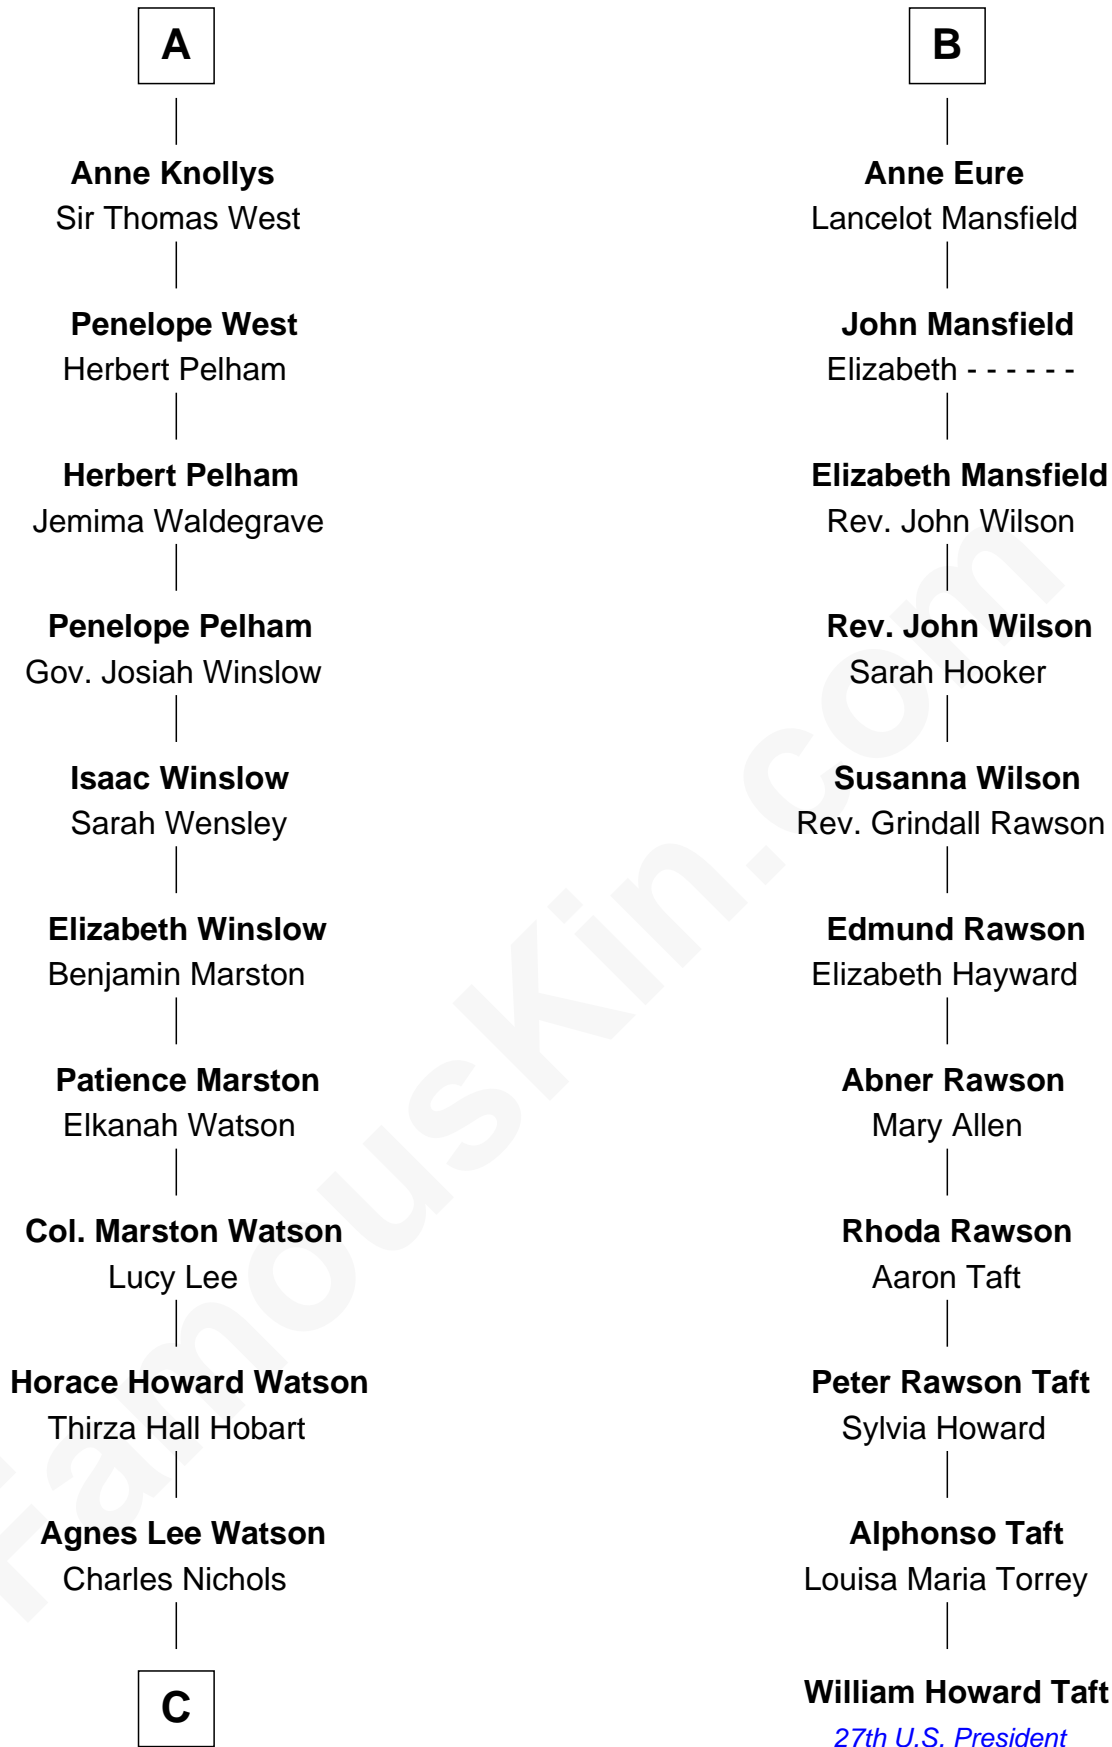 A
Anne Knollys
Sir Thomas West
Penelope West
Herbert Pelham
Herbert Pelham
Jemima Waldegrave
Penelope Pelham
Gov. Josiah Winslow
Isaac Winslow
Sarah Wensley
Elizabeth Winslow
Benjamin Marston
Patience Marston
Elkanah Watson
Col. Marston Watson
Lucy Lee
Horace Howard Watson
Thirza Hall Hobart
Agnes Lee Watson
Charles Nichols
C
B
Anne Eure
Lancelot Mansfield
John Mansfield
Elizabeth - - - - - -
Elizabeth Mansfield
Rev. John Wilson
Rev. John Wilson
Sarah Hooker
Susanna Wilson
Rev. Grindall Rawson
Edmund Rawson
Elizabeth Hayward
Abner Rawson
Mary Allen
Rhoda Rawson
Aaron Taft
Peter Rawson Taft
Sylvia Howard
Alphonso Taft
Louisa Maria Torrey
William Howard Taft
27th U.S. President
FamousKin.com